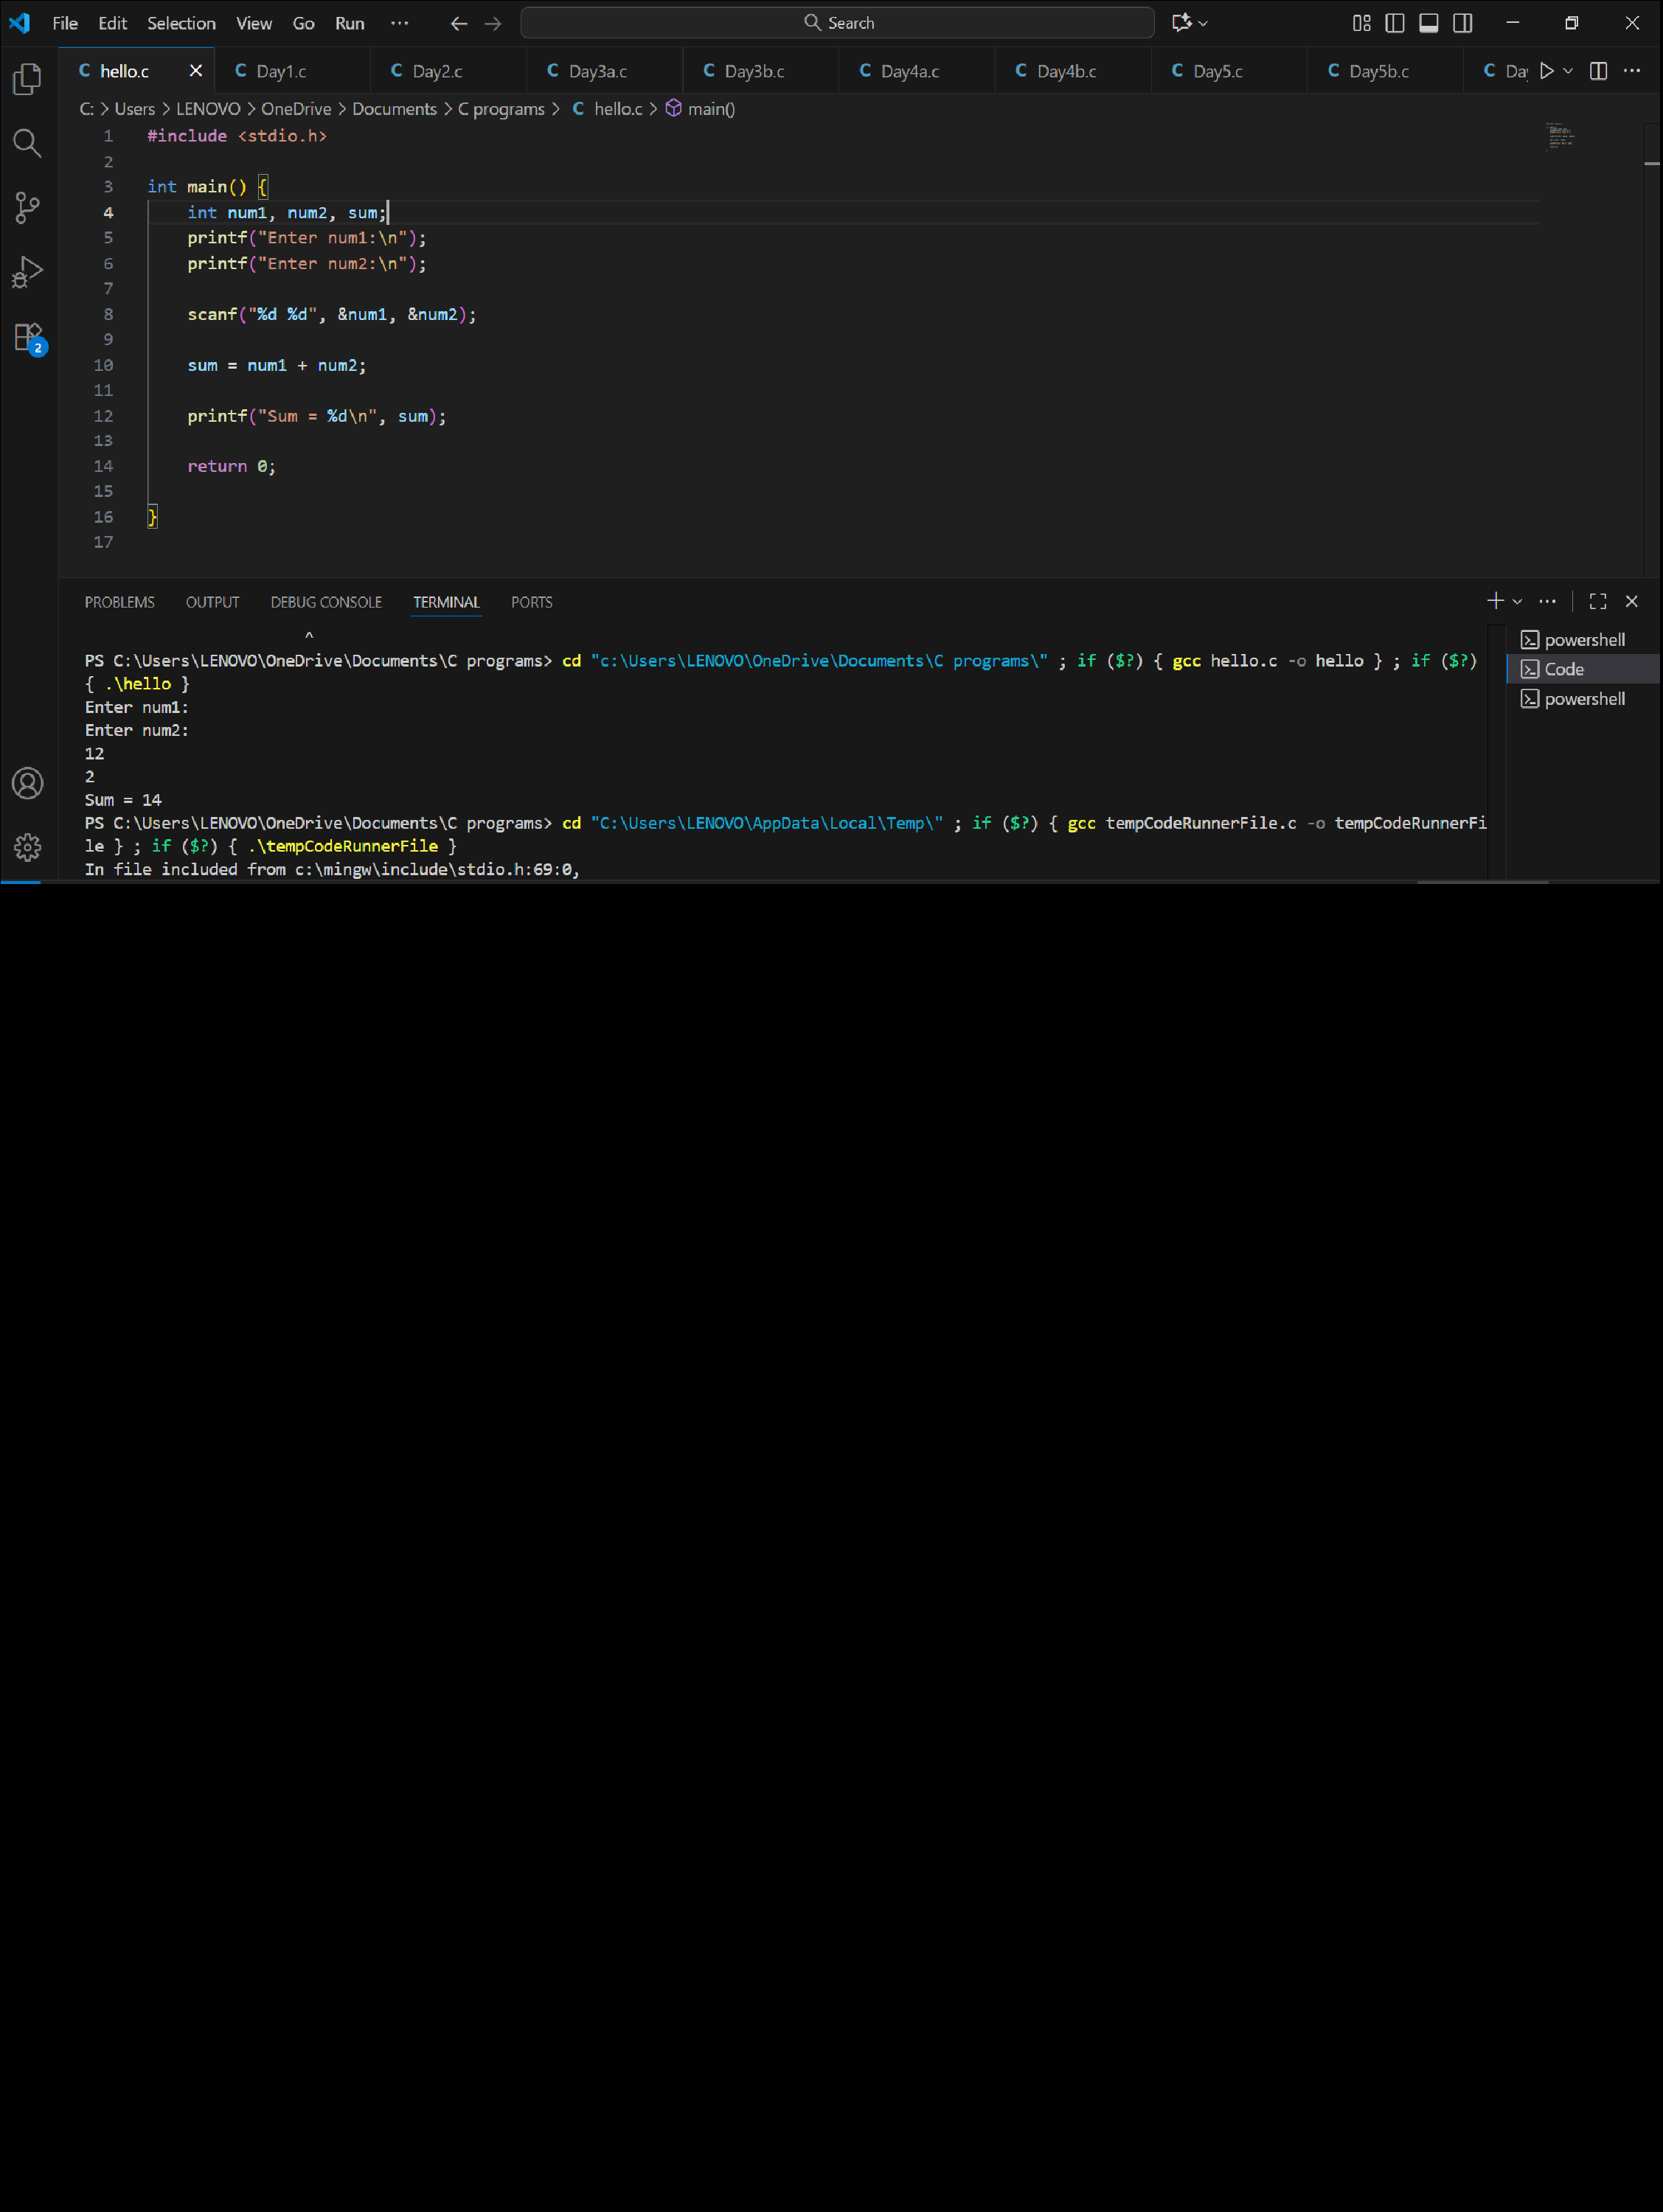 File Edit Selection View Go Run ··· Search
hello.c Day1.c Day2.c Day3a.c Day3b.c Day4a.c Day4b.c Day5.c Day5b.c Day
C: > Users > LENOVO > OneDrive > Documents > C programs > C hello.c > main()
1 #include <stdio.h>
2
3 int main() {
4     int num1, num2, sum;
5     printf("Enter num1:\n");
6     printf("Enter num2:\n");
7
8     scanf("%d %d", &num1, &num2);
9
10     sum = num1 + num2;
11
12     printf("Sum = %d\n", sum);
13
14     return 0;
15
16 }
17
2
PROBLEMS OUTPUT DEBUG CONSOLE TERMINAL PORTS
^
PS C:\Users\LENOVO\OneDrive\Documents\C programs> cd "c:\Users\LENOVO\OneDrive\Documents\C programs\" ; if ($?) { gcc hello.c -o hello } ; if ($?)
{ .\hello }
Enter num1:
Enter num2:
12
2
Sum = 14
PS C:\Users\LENOVO\OneDrive\Documents\C programs> cd "C:\Users\LENOVO\AppData\Local\Temp\" ; if ($?) { gcc tempCodeRunnerFile.c -o tempCodeRunnerFi
le } ; if ($?) { .\tempCodeRunnerFile }
In file included from c:\mingw\include\stdio.h:69:0,
powershell
Code
powershell